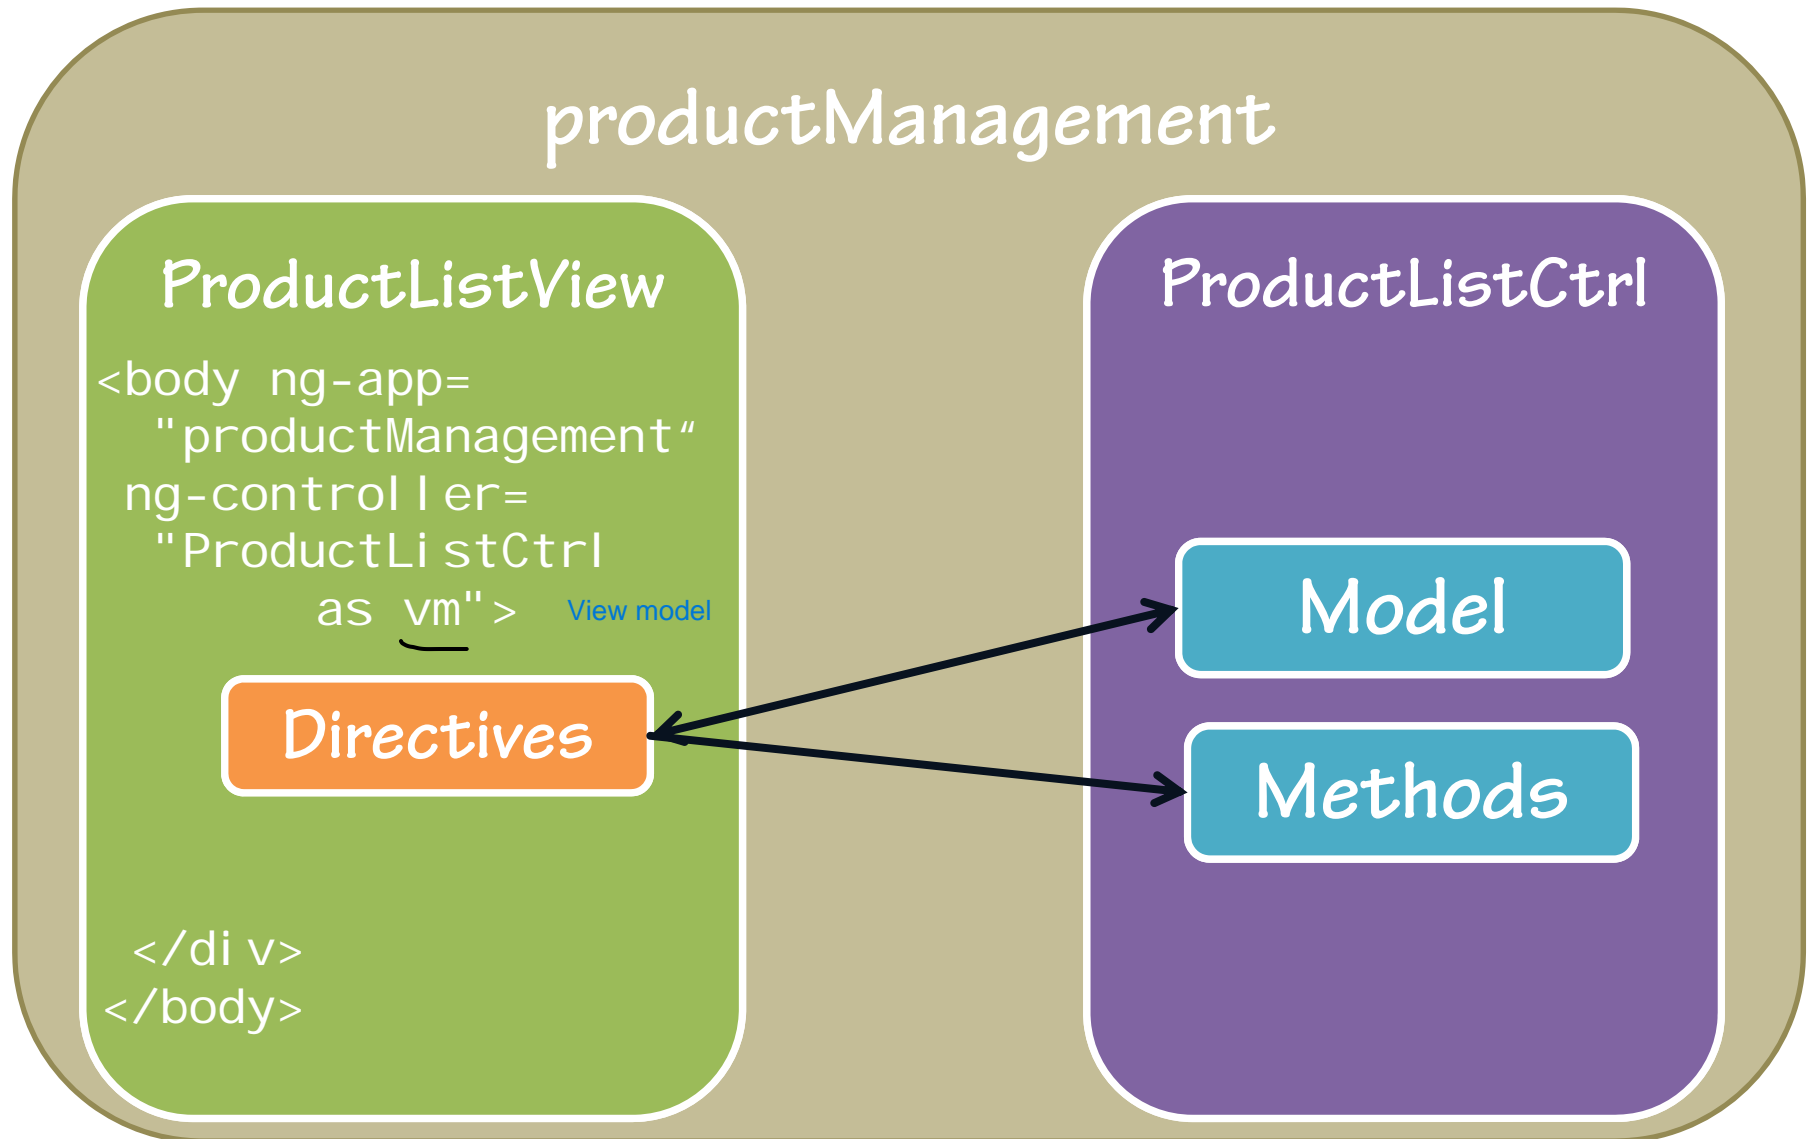 productManagement
ProductListView
<body ng-app=
"productManagement“
ng-controller=
"ProductListCtrl
as vm"> View model
Directives
</div>
</body>
ProductListCtrl
Model
Methods